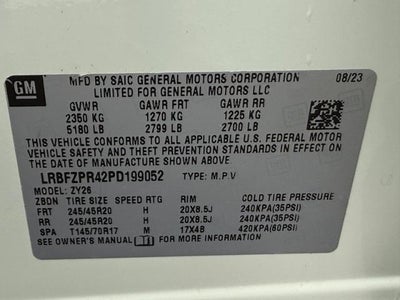 GM
MFD BY SAIC GENERAL MOTORS CORPORATION 08/23
LIMITED FOR GENERAL MOTORS LLC
GVWR GAWR FRT GAWR RR
2350 KG 1270 KG 1225 KG
5180 LB 2799 LB 2700 LB
THIS VEHICLE CONFORMS TO ALL APPLICABLE U.S. FEDERAL MOTOR
VEHICLE SAFETY AND THEFT PREVENTION STANDARDS IN EFFECT ON
THE DATE OF MANUFACTURE SHOWN ABOVE.
LRBFZPR42PD199052 TYPE: M.P.V
MODEL: ZY26
ZBDN TIRE SIZE SPEED RTG RIM COLD TIRE PRESSURE
FRT 245/45R20 H 20X8.5J 240KPA(35PSI)
RR 245/45R20 H 20X8.5J 240KPA(35PSI)
SPA T145/70R17 M 17X4B 420KPA(60PSI)
SEE OWNER'S MANUAL FOR ADDITIONAL INFORMATION.